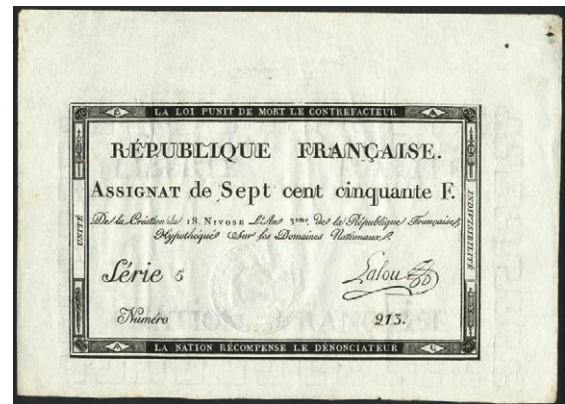 LA LOI PUNIT DE MORT LE CONTREFACTEUR
RÉPUBLIQUE FRANÇAISE.
ASSIGNAT de Sept cent cinquante F.
De la Création du 18. NIVOSE L'An 3me. de la République Française,
Hypothéqué sur les Domaines Nationaux.
UNITÉ
INDIVISIBILITÉ
Série 5
Lalou
Numéro 213.
LA NATION RÉCOMPENSE LE DÉNONCIATEUR